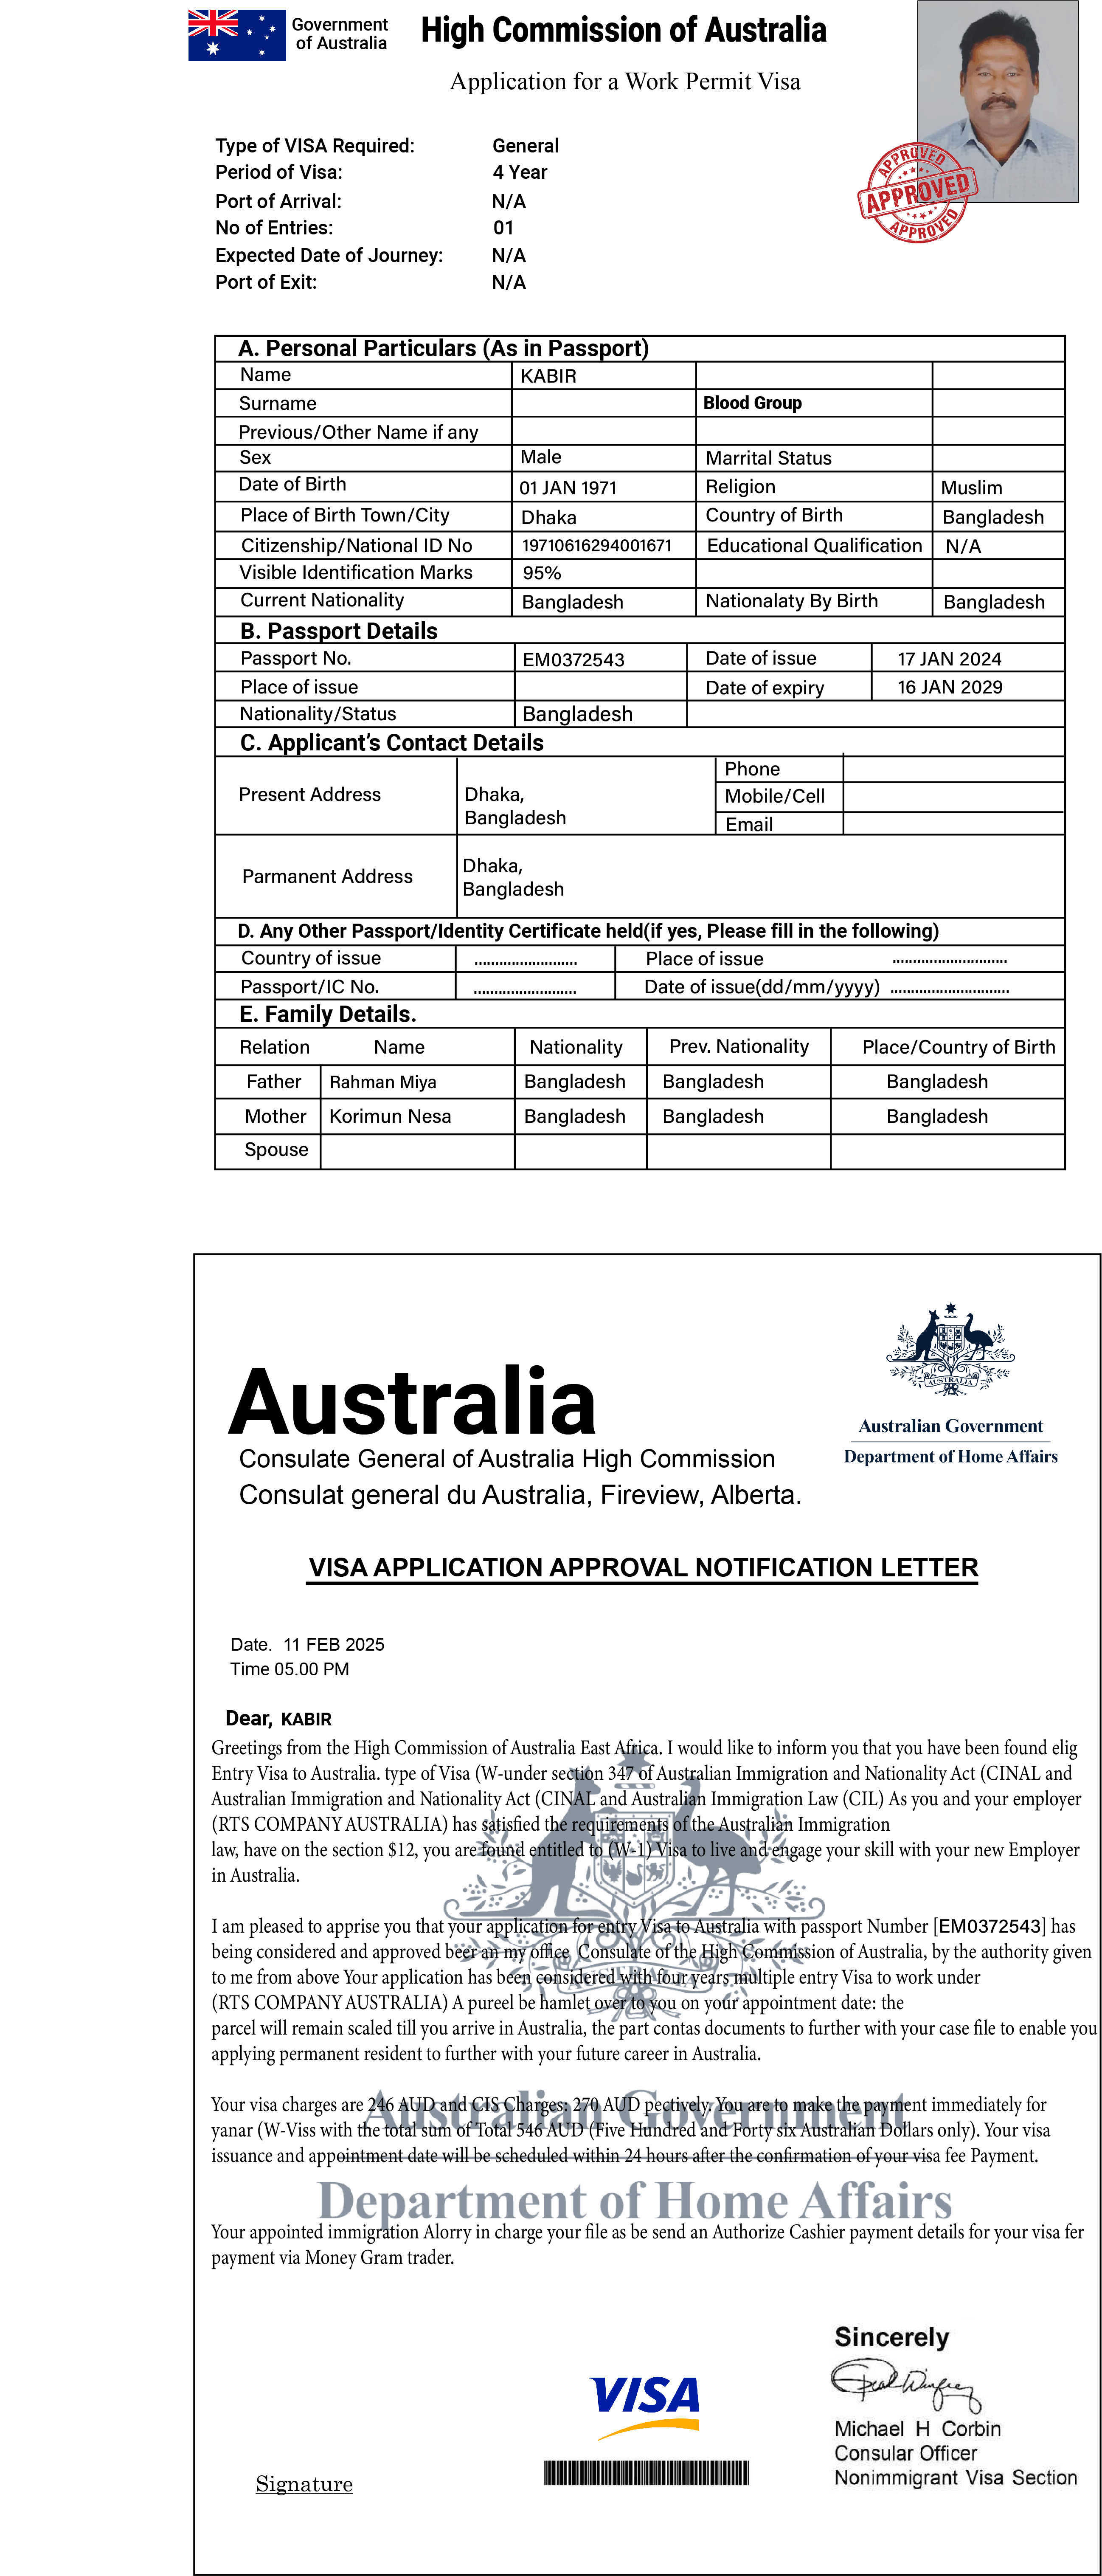 Government
of Australia
High Commission of Australia
Application for a Work Permit Visa
APPROVED
APPROVED
APPROVED
Type of VISA Required: General
Period of Visa: 4 Year
Port of Arrival: N/A
No of Entries: 01
Expected Date of Journey: N/A
Port of Exit: N/A
A. Personal Particulars (As in Passport)
Name KABIR
Surname Blood Group
Previous/Other Name if any
Sex Male Marrital Status
Date of Birth 01 JAN 1971 Religion Muslim
Place of Birth Town/City Dhaka Country of Birth Bangladesh
Citizenship/National ID No 19710616294001671 Educational Qualification N/A
Visible Identification Marks 95%
Current Nationality Bangladesh Nationalaty By Birth Bangladesh
B. Passport Details
Passport No. EM0372543 Date of issue 17 JAN 2024
Place of issue Date of expiry 16 JAN 2029
Nationality/Status Bangladesh
C. Applicant's Contact Details
Present Address Dhaka,
Bangladesh
Phone
Mobile/Cell
Email
Parmanent Address Dhaka,
Bangladesh
D. Any Other Passport/Identity Certificate held(if yes, Please fill in the following)
Country of issue ......................... Place of issue ............................
Passport/IC No. ......................... Date of issue(dd/mm/yyyy) .............................
E. Family Details.
Relation Name Nationality Prev. Nationality Place/Country of Birth
Father Rahman Miya Bangladesh Bangladesh Bangladesh
Mother Korimun Nesa Bangladesh Bangladesh Bangladesh
Spouse
AUSTRALIA
Australian Government
Department of Home Affairs
Australia
Consulate General of Australia High Commission
Consulat general du Australia, Fireview, Alberta.
VISA APPLICATION APPROVAL NOTIFICATION LETTER
Date. 11 FEB 2025
Time 05.00 PM
Dear, KABIR
Greetings from the High Commission of Australia East Africa. I would like to inform you that you have been found elig
Entry Visa to Australia. type of Visa (W-under section 347 of Australian Immigration and Nationality Act (CINAL and
Australian Immigration and Nationality Act (CINAL and Australian Immigration Law (CIL) As you and your employer
(RTS COMPANY AUSTRALIA) has satisfied the requirements of the Australian Immigration
law, have on the section $12, you are found entitled to (W-1) Visa to live and engage your skill with your new Employer
in Australia.
I am pleased to apprise you that your application for entry Visa to Australia with passport Number [EM0372543] has
being considered and approved beer an my office Consulate of the High Commission of Australia, by the authority given
to me from above Your application has been considered with four years multiple entry Visa to work under
(RTS COMPANY AUSTRALIA) A pureel be hamlet over to you on your appointment date: the
parcel will remain scaled till you arrive in Australia, the part contas documents to further with your case file to enable you
applying permanent resident to further with your future career in Australia.
Your visa charges are 246 AUD and CIS Charges: 270 AUD pectively. You are to make the payment immediately for
yanar (W-Viss with the total sum of Total 546 AUD (Five Hundred and Forty six Australian Dollars only). Your visa
issuance and appointment date will be scheduled within 24 hours after the confirmation of your visa fee Payment.
Australian Government
Department of Home Affairs
Your appointed immigration Alorry in charge your file as be send an Authorize Cashier payment details for your visa fer
payment via Money Gram trader.
Sincerely
VISA
Michael H Corbin
Consular Officer
Nonimmigrant Visa Section
Signature